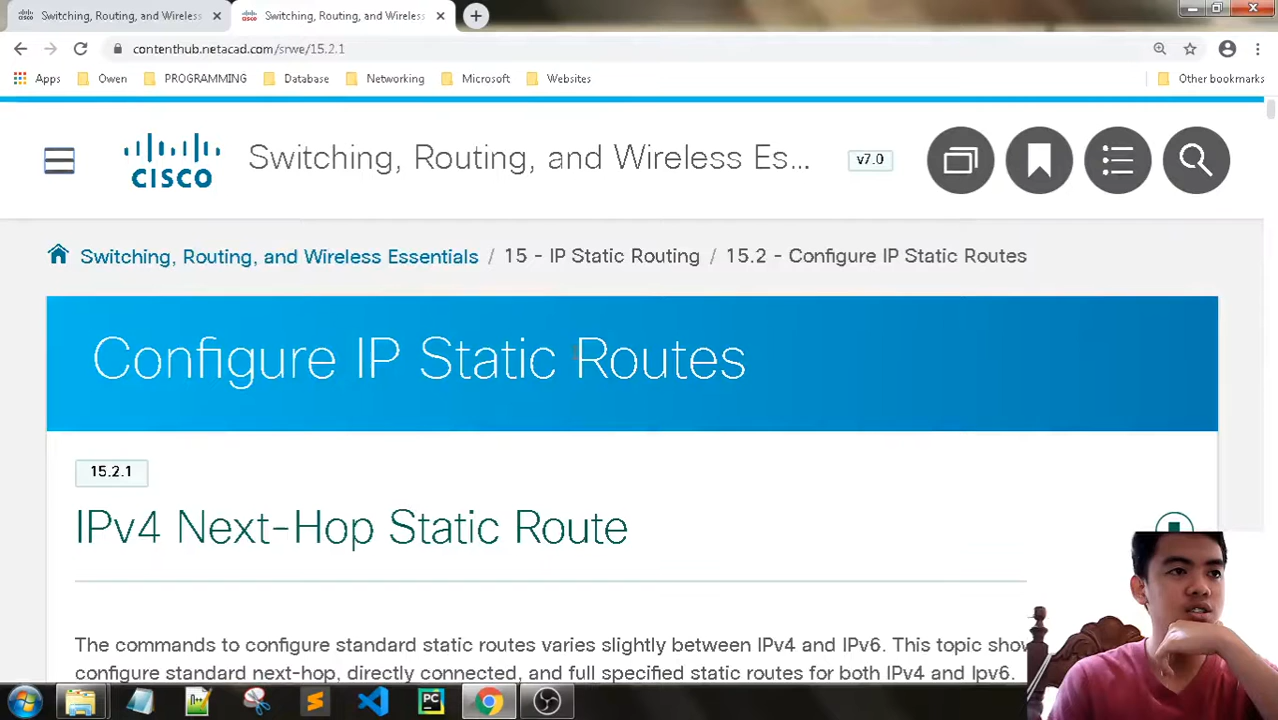 Switching, Routing, and Wireless
Switching, Routing, and Wireless
contenthub.netacad.com/srwe/15.2.1
Apps
Owen
PROGRAMMING
Database
Networking
Microsoft
Websites
Other bookmarks
CISCO
Switching, Routing, and Wireless Es...
v7.0
Switching, Routing, and Wireless Essentials / 15 - IP Static Routing / 15.2 - Configure IP Static Routes
Configure IP Static Routes
15.2.1
IPv4 Next-Hop Static Route
The commands to configure standard static routes varies slightly between IPv4 and IPv6. This topic show
configure standard next-hop, directly connected, and full specified static routes for both IPv4 and Ipv6.
PC